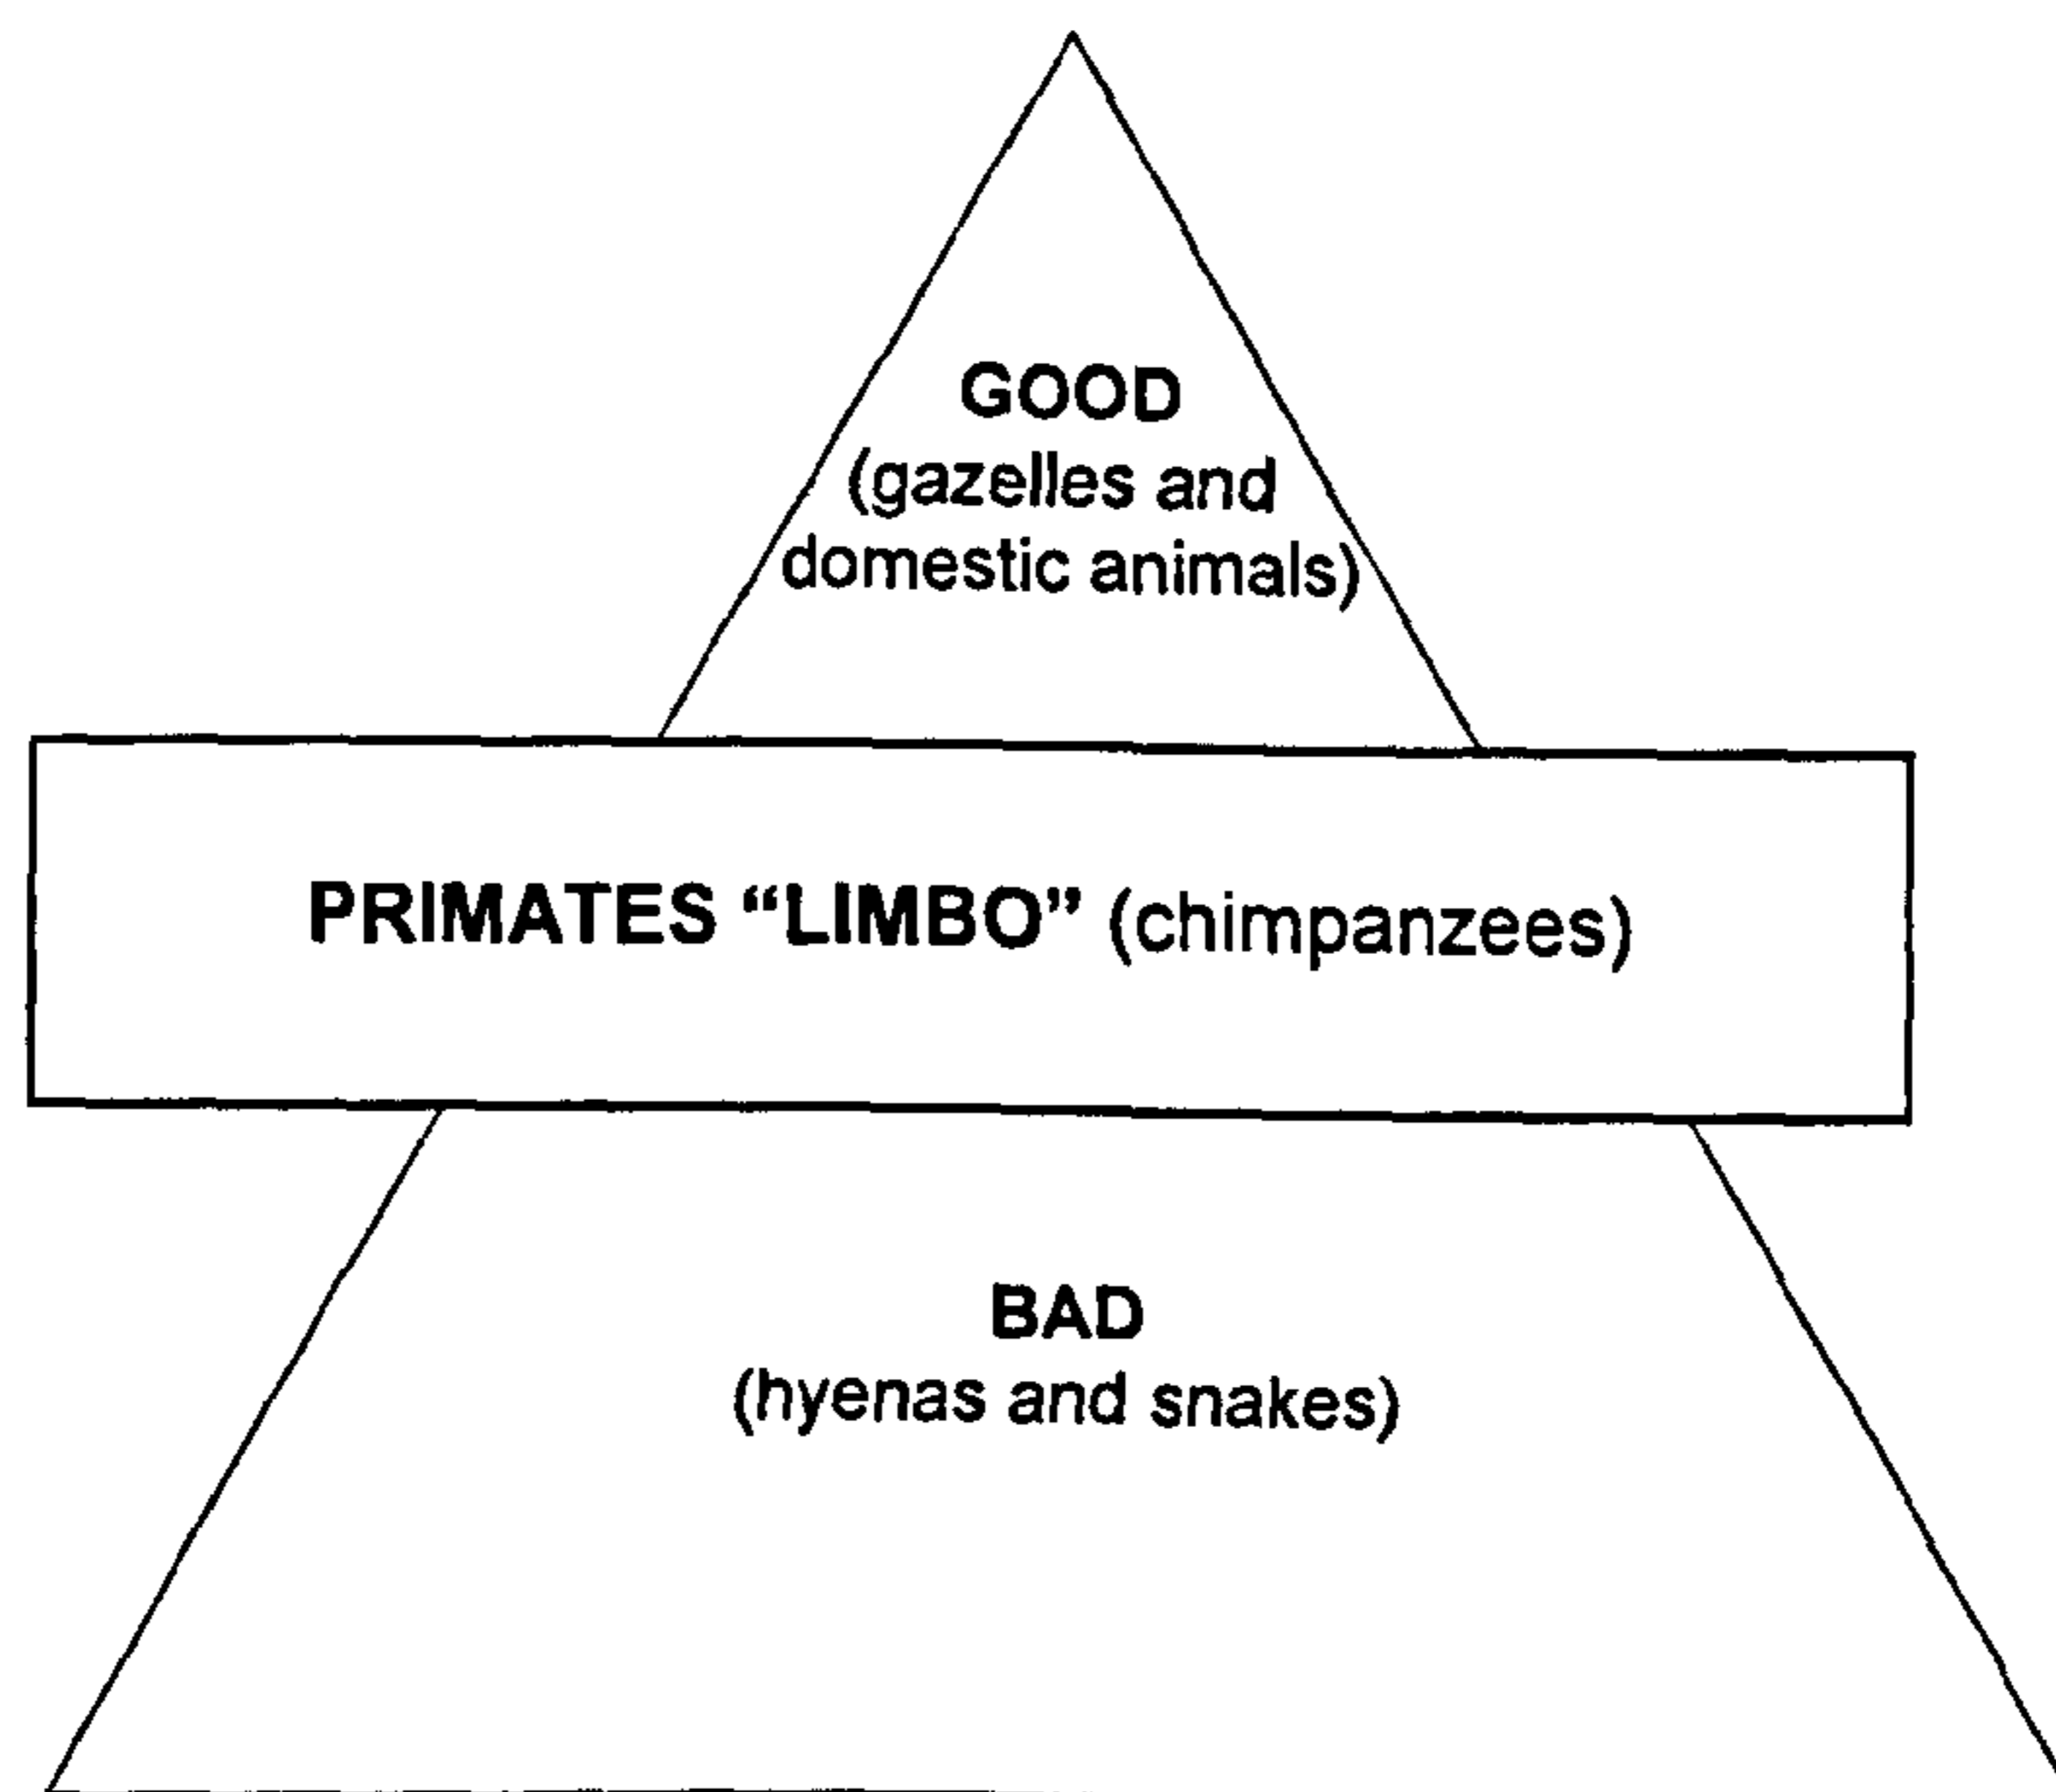 GOOD
(gazelles and
domestic animals)
PRIMATES “LIMBO” (chimpanzees)
BAD
(hyenas and snakes)